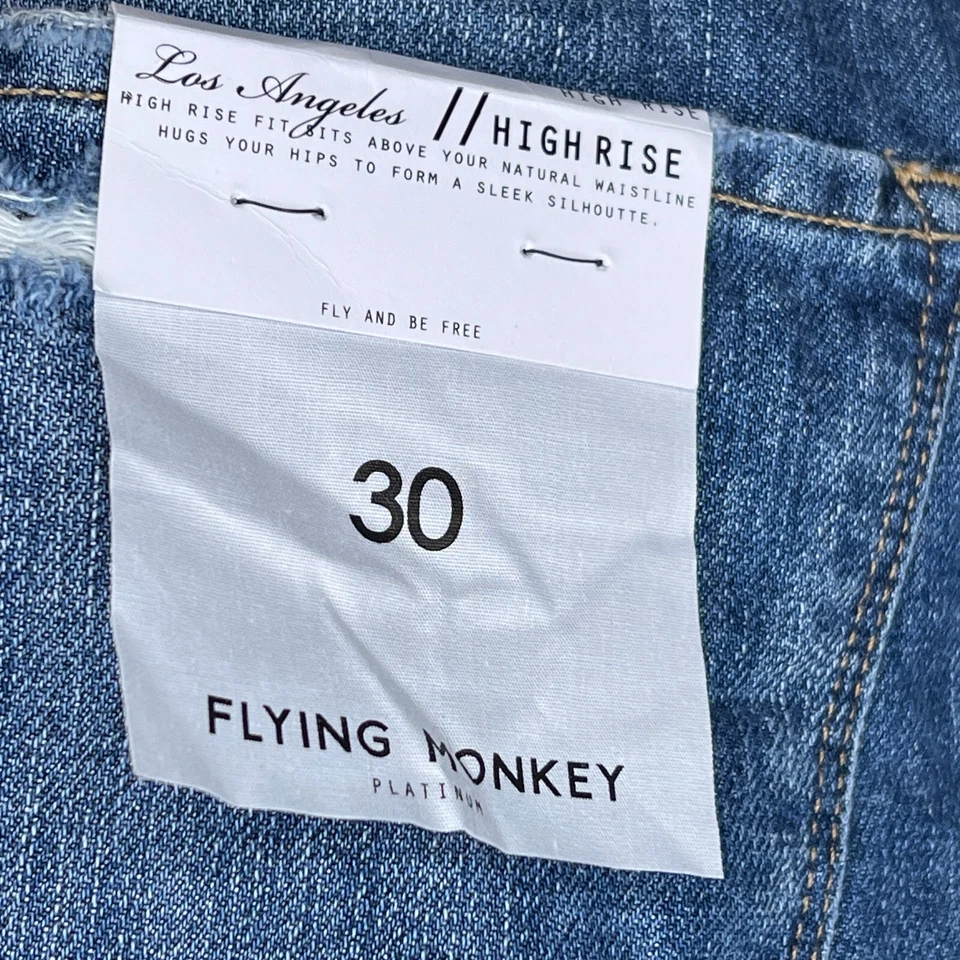 HIGH RISE
Los Angeles // HIGH RISE
HIGH RISE FIT SITS ABOVE YOUR NATURAL WAISTLINE
HUGS YOUR HIPS TO FORM A SLEEK SILHOUTTE.
FLY AND BE FREE
30
FLYING MONKEY
PLATINUM